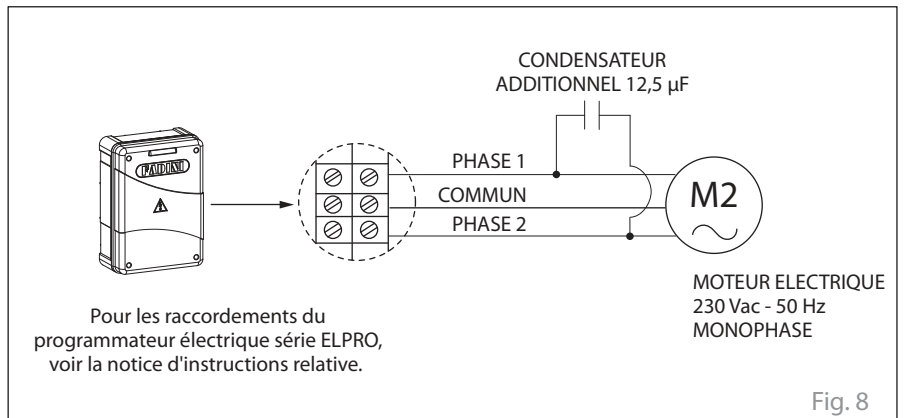 CONDENSATEUR
ADDITIONNEL 12,5 µF
FADINI
PHASE 1
COMMUN
PHASE 2
M2
MOTEUR ELECTRIQUE
230 Vac - 50 Hz
MONOPHASE
Pour les raccordements du
programmateur électrique série ELPRO,
voir la notice d'instructions relative.
Fig. 8